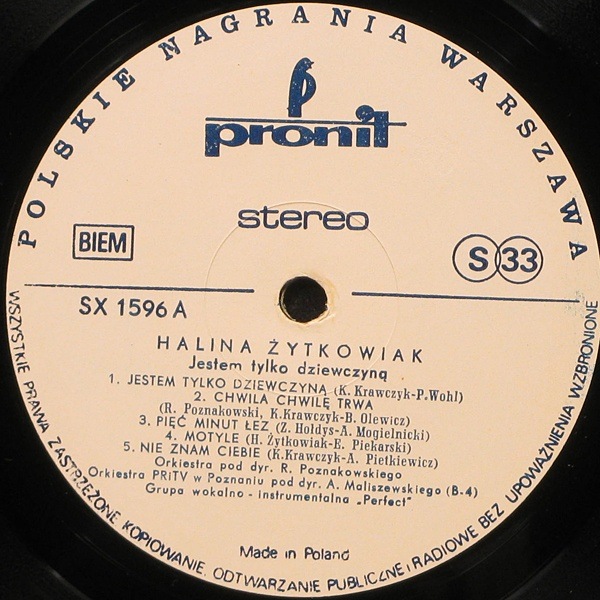 POLSKIE NAGRANIA WARSZAWA
pronit
stereo
BIEM
S 33
SX 1596 A
HALINA ŻYTKOWIAK
Jestem tylko dziewczyną
1. JESTEM TYLKO DZIEWCZYNĄ (K. Krawczyk-P.Wohl)
2. CHWILA CHWILĘ TRWA
(R. Poznakowski, K.Krawczyk-B. Olewicz)
3. PIĘĆ MINUT ŁEZ (Z. Hołdys-A. Mogielnicki)
4. MOTYLE (H. Żytkowiak-E. Piekarski)
5. NIE ZNAM CIEBIE (K.Krawczyk-A. Pietkiewicz)
Orkiestra pod dyr. R. Poznakowskiego
Orkiestra PRiTV w Poznaniu pod dyr. A. Maliszewskiego (B-4)
Grupa wokalno - instrumentalna „Perfect"
Made in Poland
WSZYSTKIE PRAWA ZASTRZEŻONE KOPIOWANIE, ODTWARZANIE PUBLICZNE i RADIOWE BEZ UPOWAŻNIENIA WZBRONIONE